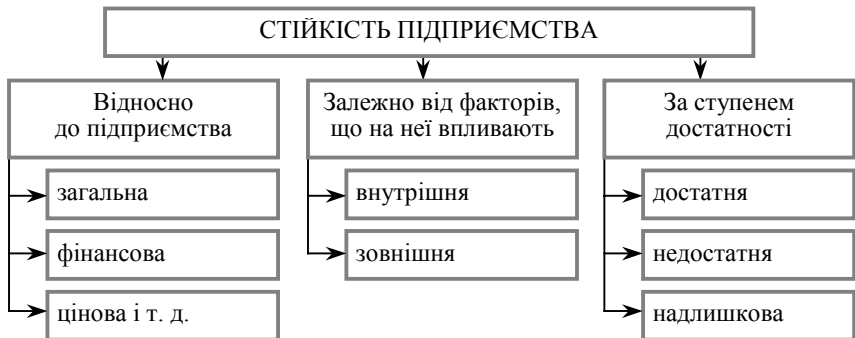 СТІЙКІСТЬ ПІДПРИЄМСТВА
Відносно
до підприємства
загальна
фінансова
цінова і т. д.
Залежно від факторів,
що на неї впливають
внутрішня
зовнішня
За ступенем
достатності
достатня
недостатня
надлишкова